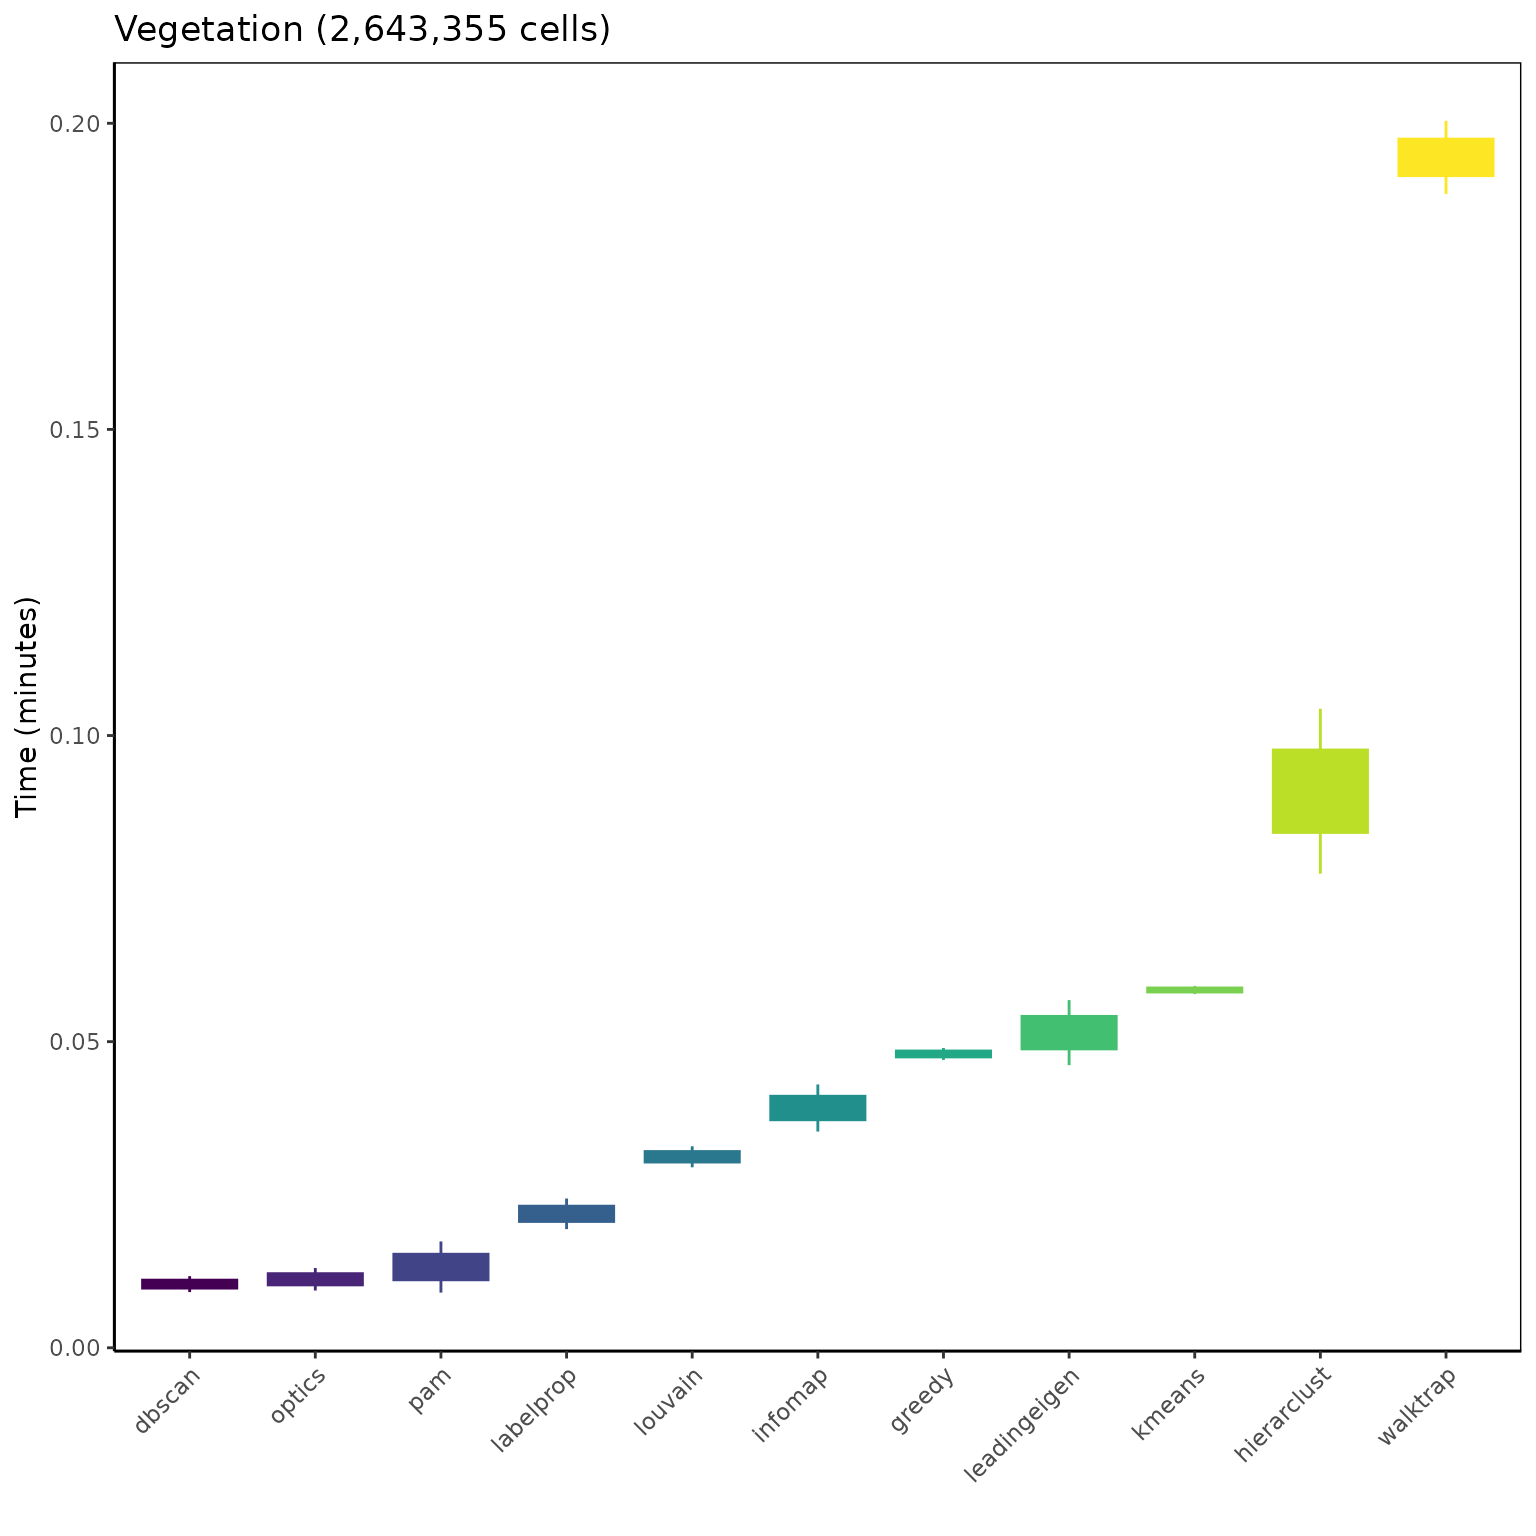 Vegetation (2,643,355 cells)
Time (minutes)
0.20
0.15
0.10
0.05
0.00
dbscan
optics
pam
labelprop
louvain
infomap
greedy
leadingeigen
kmeans
hierarclust
walktrap